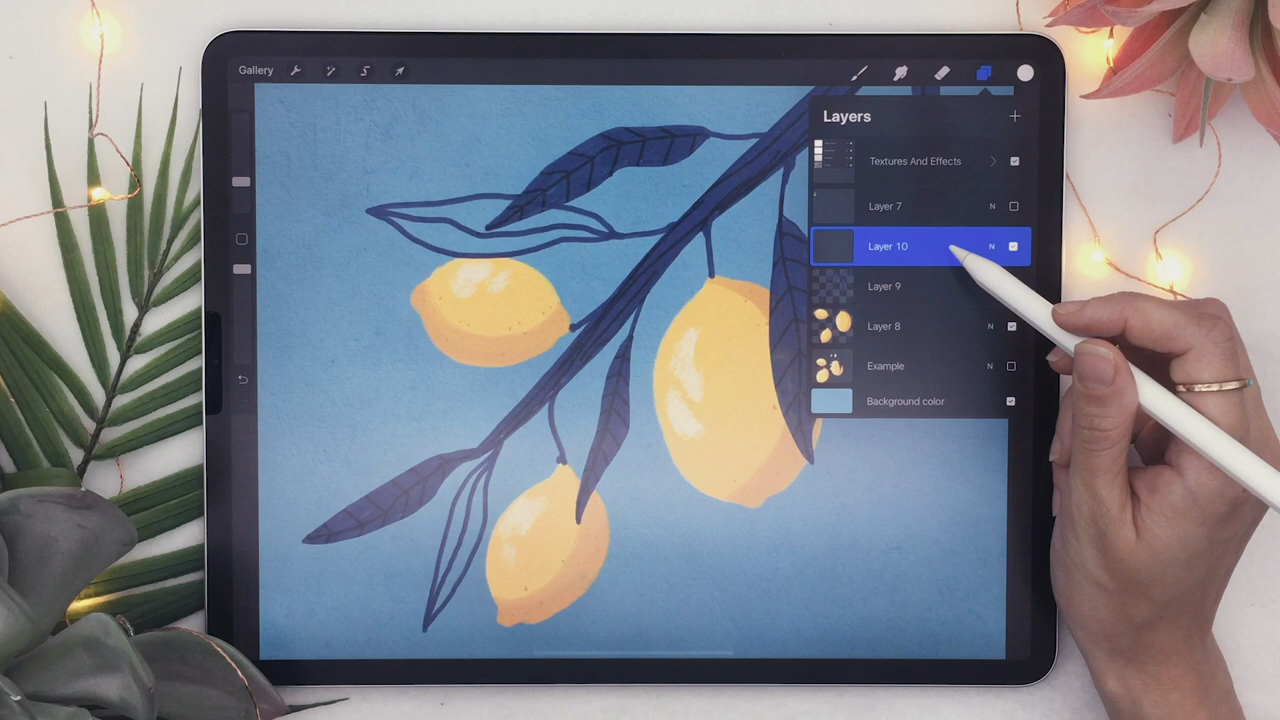 Gallery
Layers
Textures And Effects
Layer 7 N
Layer 10 N
Layer 9
Layer 8 N
Example N
Background color